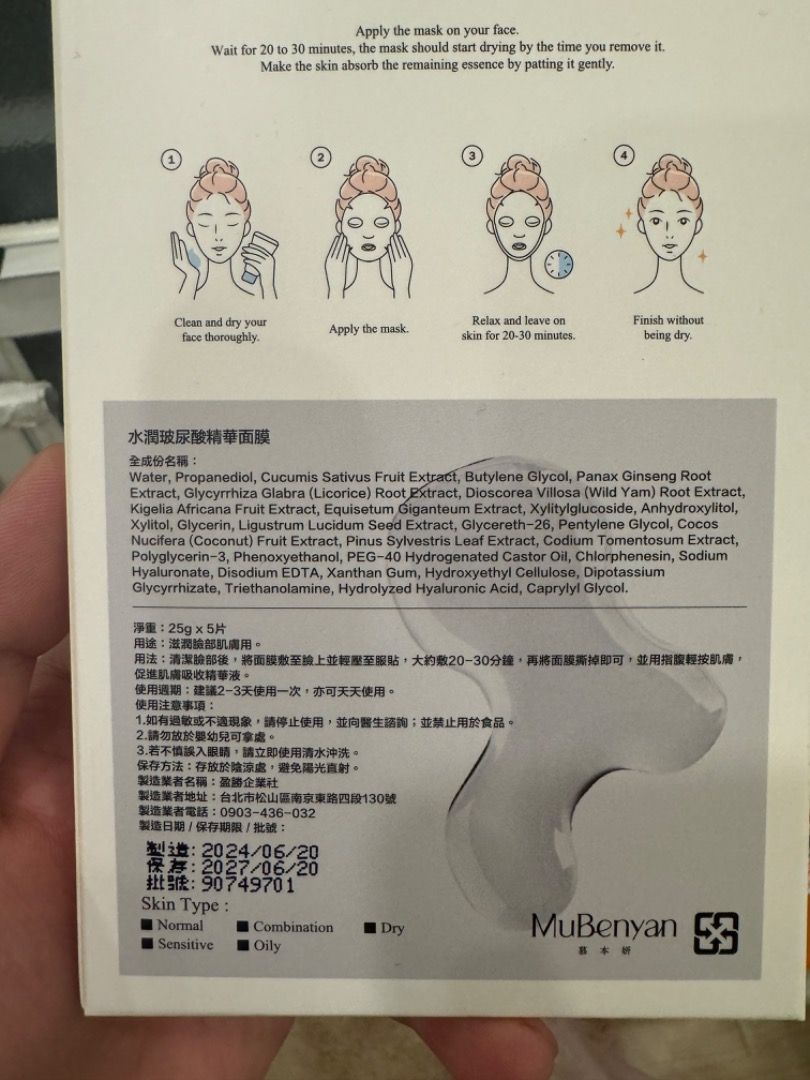 Apply the mask on your face.
Wait for 20 to 30 minutes, the mask should start drying by the time you remove it.
Make the skin absorb the remaining essence by patting it gently.
1
2
3
4
Clean and dry your
face thoroughly.
Apply the mask.
Relax and leave on
skin for 20-30 minutes.
Finish without
being dry.
水潤玻尿酸精華面膜
全成份名稱：
Water, Propanediol, Cucumis Sativus Fruit Extract, Butylene Glycol, Panax Ginseng Root
Extract, Glycyrrhiza Glabra (Licorice) Root Extract, Dioscorea Villosa (Wild Yam) Root Extract,
Kigelia Africana Fruit Extract, Equisetum Giganteum Extract, Xylitylglucoside, Anhydroxylitol,
Xylitol, Glycerin, Ligustrum Lucidum Seed Extract, Glycereth-26, Pentylene Glycol, Cocos
Nucifera (Coconut) Fruit Extract, Pinus Sylvestris Leaf Extract, Codium Tomentosum Extract,
Polyglycerin-3, Phenoxyethanol, PEG-40 Hydrogenated Castor Oil, Chlorphenesin, Sodium
Hyaluronate, Disodium EDTA, Xanthan Gum, Hydroxyethyl Cellulose, Dipotassium
Glycyrrhizate, Triethanolamine, Hydrolyzed Hyaluronic Acid, Caprylyl Glycol.
淨重：25g x 5片
用途：滋潤臉部肌膚用。
用法：清潔臉部後，將面膜敷至臉上並輕壓至服貼，大約敷20-30分鐘，再將面膜撕掉即可，並用指腹輕按肌膚，
促進肌膚吸收精華液。
使用週期：建議2-3天使用一次，亦可天天使用。
使用注意事項：
1.如有過敏或不適現象，請停止使用，並向醫生諮詢；並禁止用於食品。
2.請勿放於嬰幼兒可拿處。
3.若不慎誤入眼睛，請立即使用清水沖洗。
保存方法：存放於陰涼處，避免陽光直射。
製造業者名稱：盈勝企業社
製造業者地址：台北市松山區南京東路四段130號
製造業者電話：0903-436-032
製造日期 / 保存期限 / 批號：
製造: 2024/06/20
保存: 2027/06/20
批號: 90749701
Skin Type :
Normal Combination Dry
Sensitive Oily
MuBenyan
慕本妍